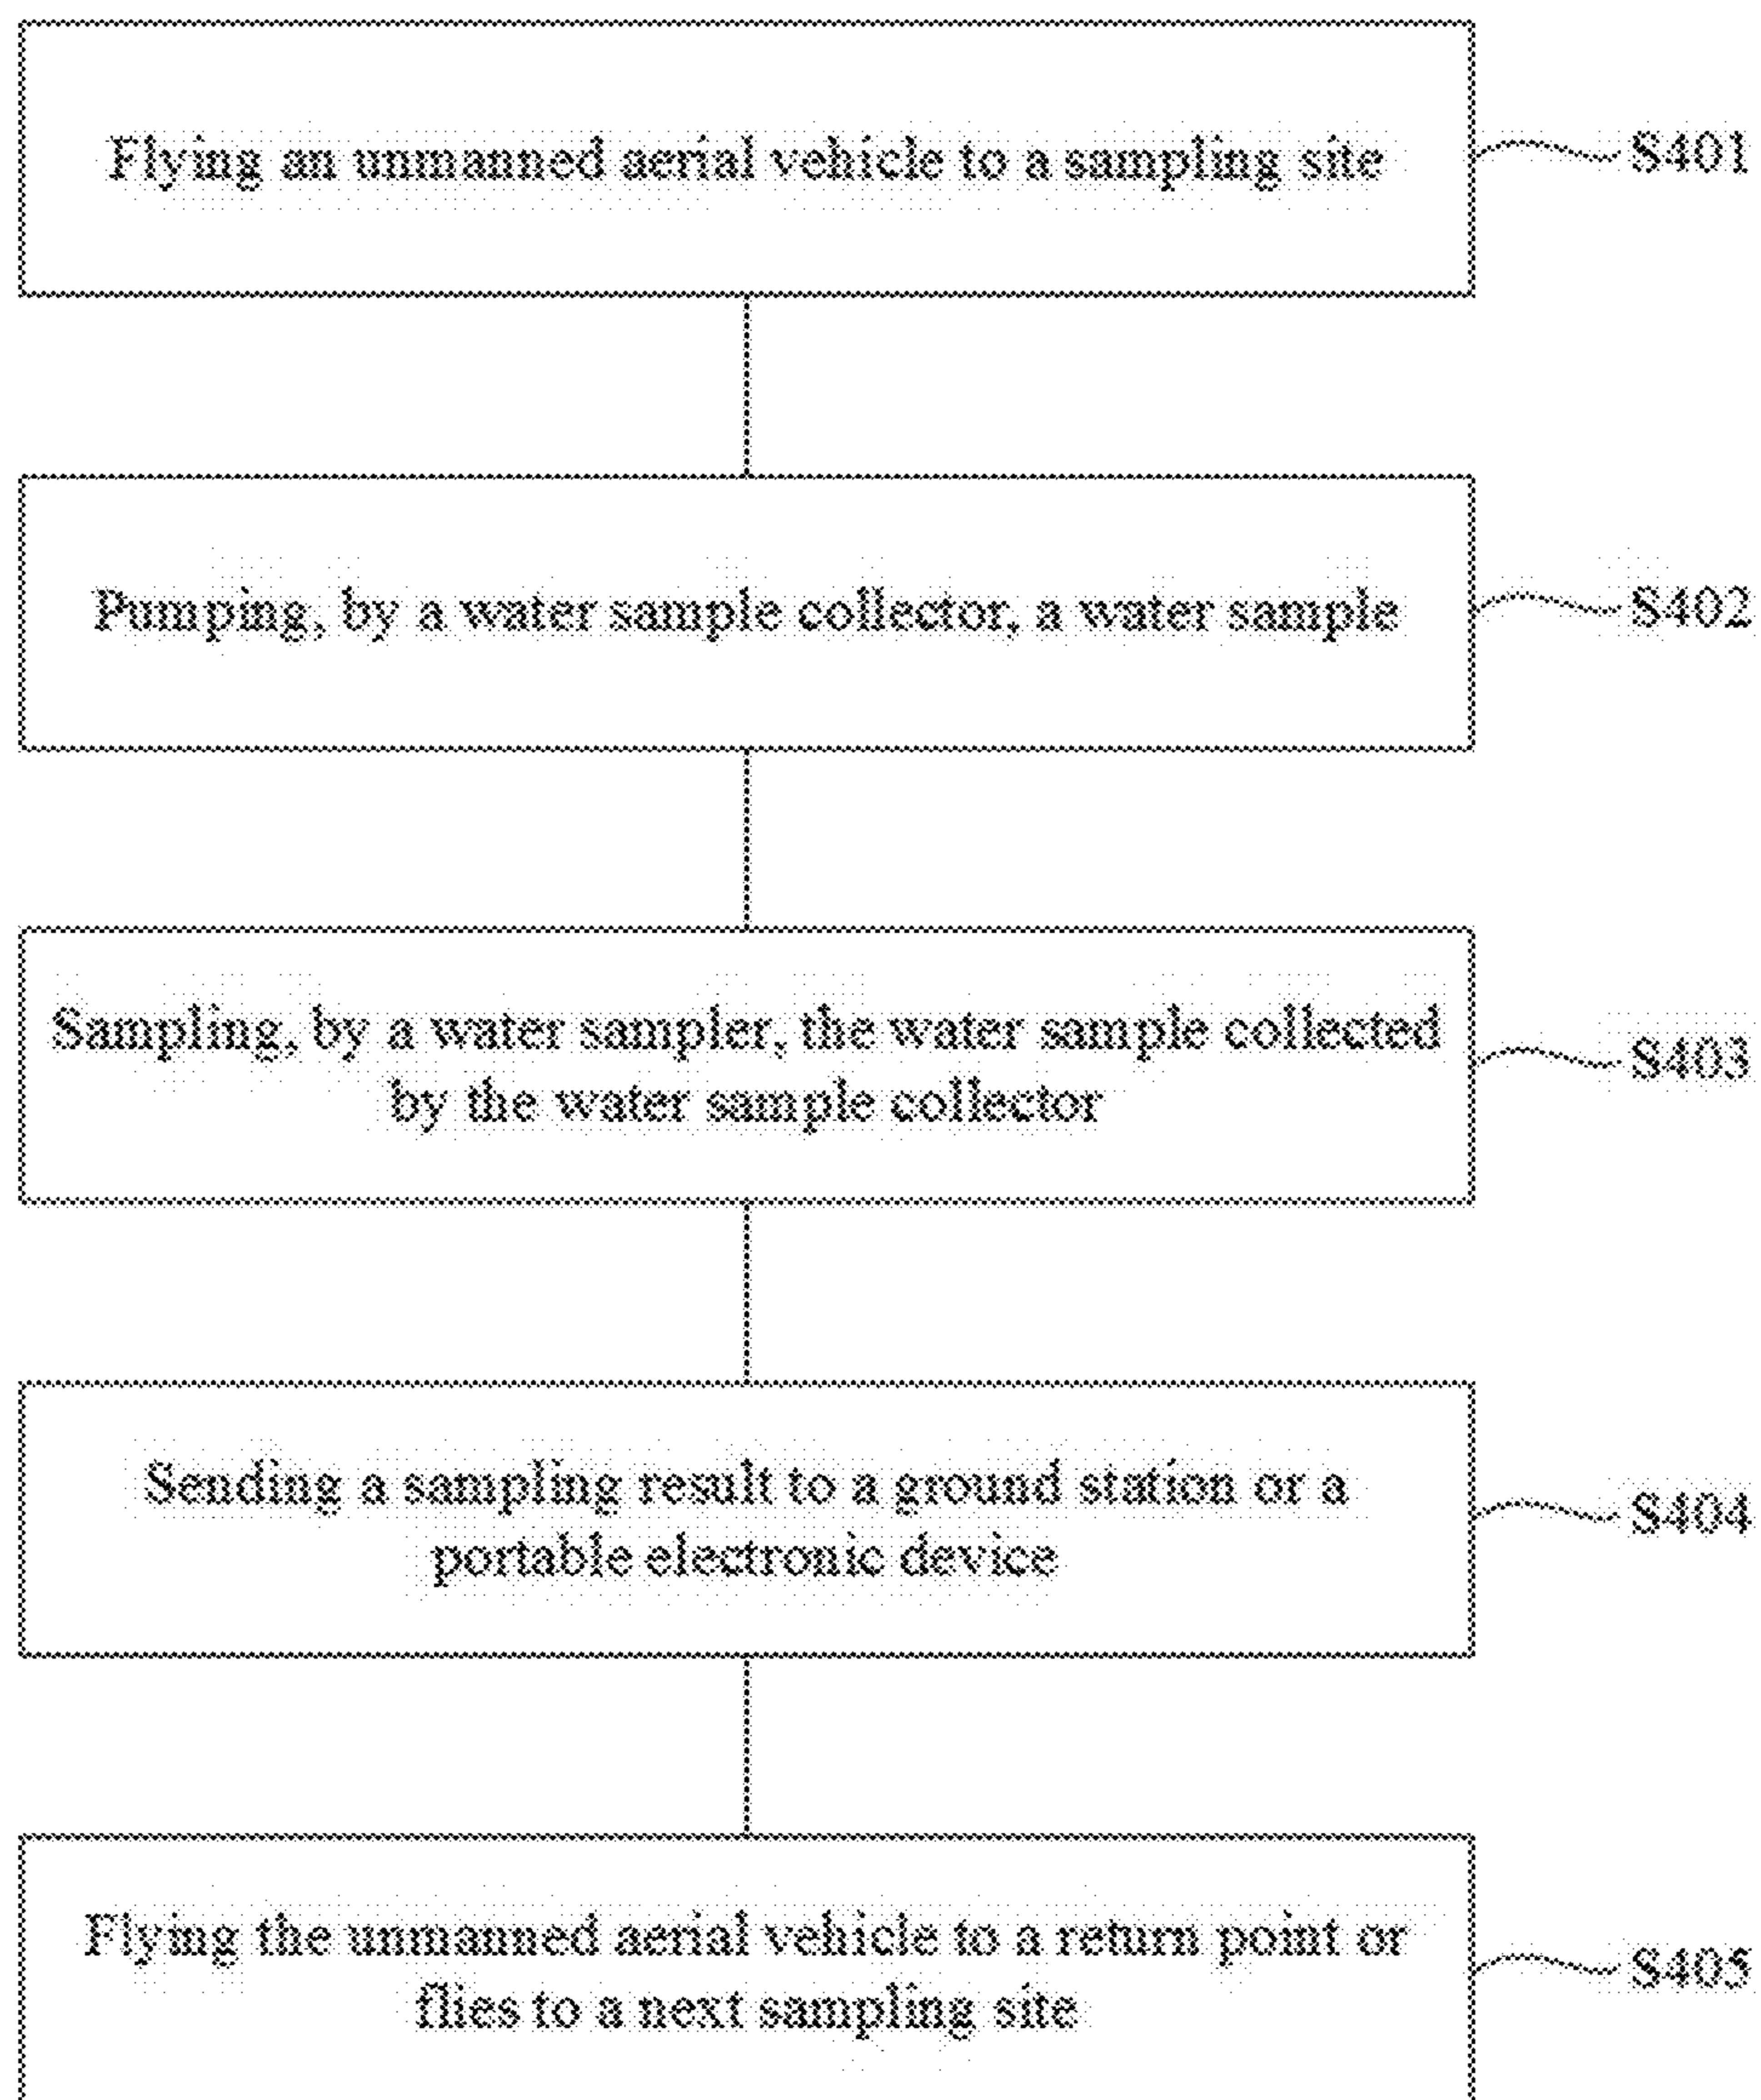 Flying an unmanned aerial vehicle to a sampling site
S401
Pumping, by a water sample collector, a water sample
S402
Sampling, by a water sampler, the water sample collected
by the water sample collector
S403
Sending a sampling result to a ground station or a
portable electronic device
S404
Flying the unmanned aerial vehicle to a return point or
flies to a next sampling site
S405